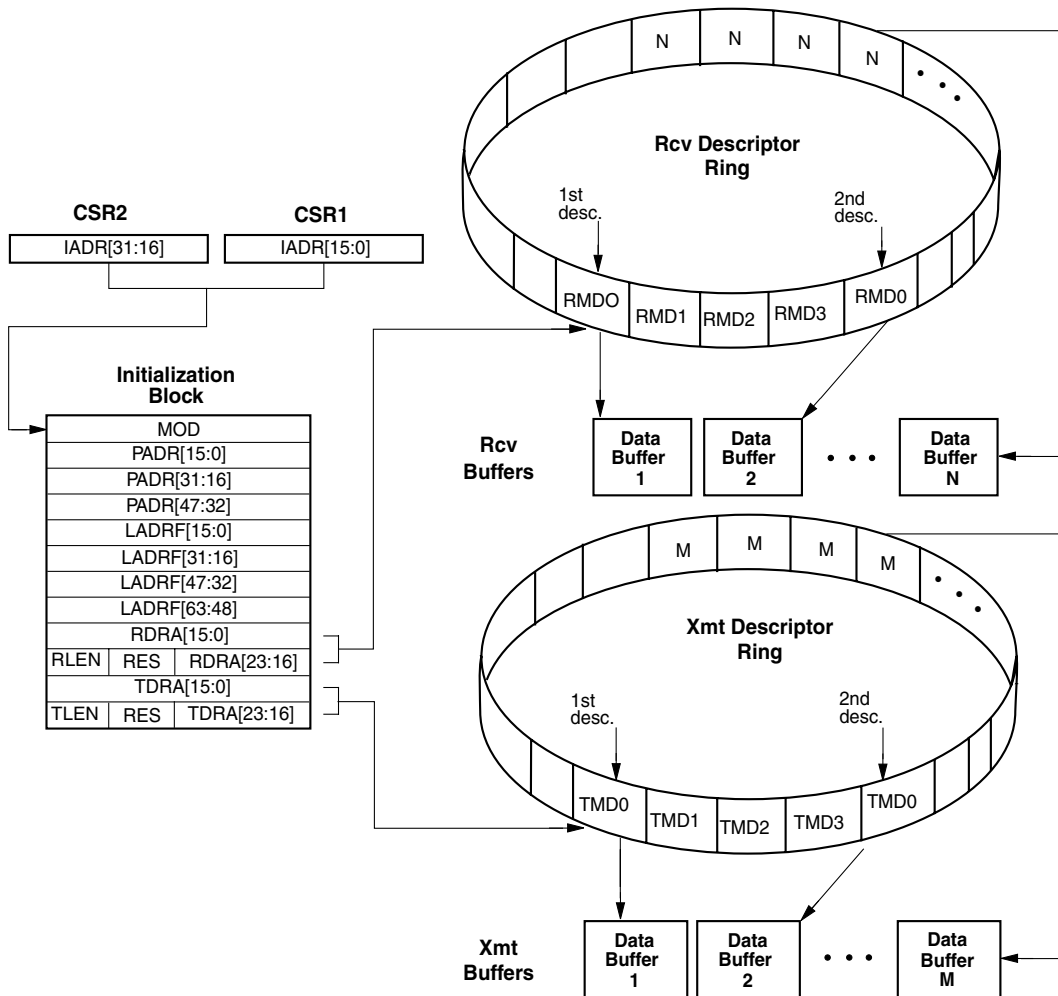 N N N N • • •
Rcv Descriptor
Ring
1st
desc.
2nd
desc.
CSR2 CSR1
IADR[31:16] IADR[15:0]
RMDO RMD1 RMD2 RMD3 RMD0
Initialization
Block
MOD
PADR[15:0]
PADR[31:16]
PADR[47:32]
LADRF[15:0]
LADRF[31:16]
LADRF[47:32]
LADRF[63:48]
RDRA[15:0]
RLEN RES RDRA[23:16]
TDRA[15:0]
TLEN RES TDRA[23:16]
Rcv
Buffers
Data
Buffer
1
Data
Buffer
2
• • •
Data
Buffer
N
M M M M • • •
Xmt Descriptor
Ring
1st
desc.
2nd
desc.
TMD0 TMD1 TMD2 TMD3 TMD0
Xmt
Buffers
Data
Buffer
1
Data
Buffer
2
• • •
Data
Buffer
M